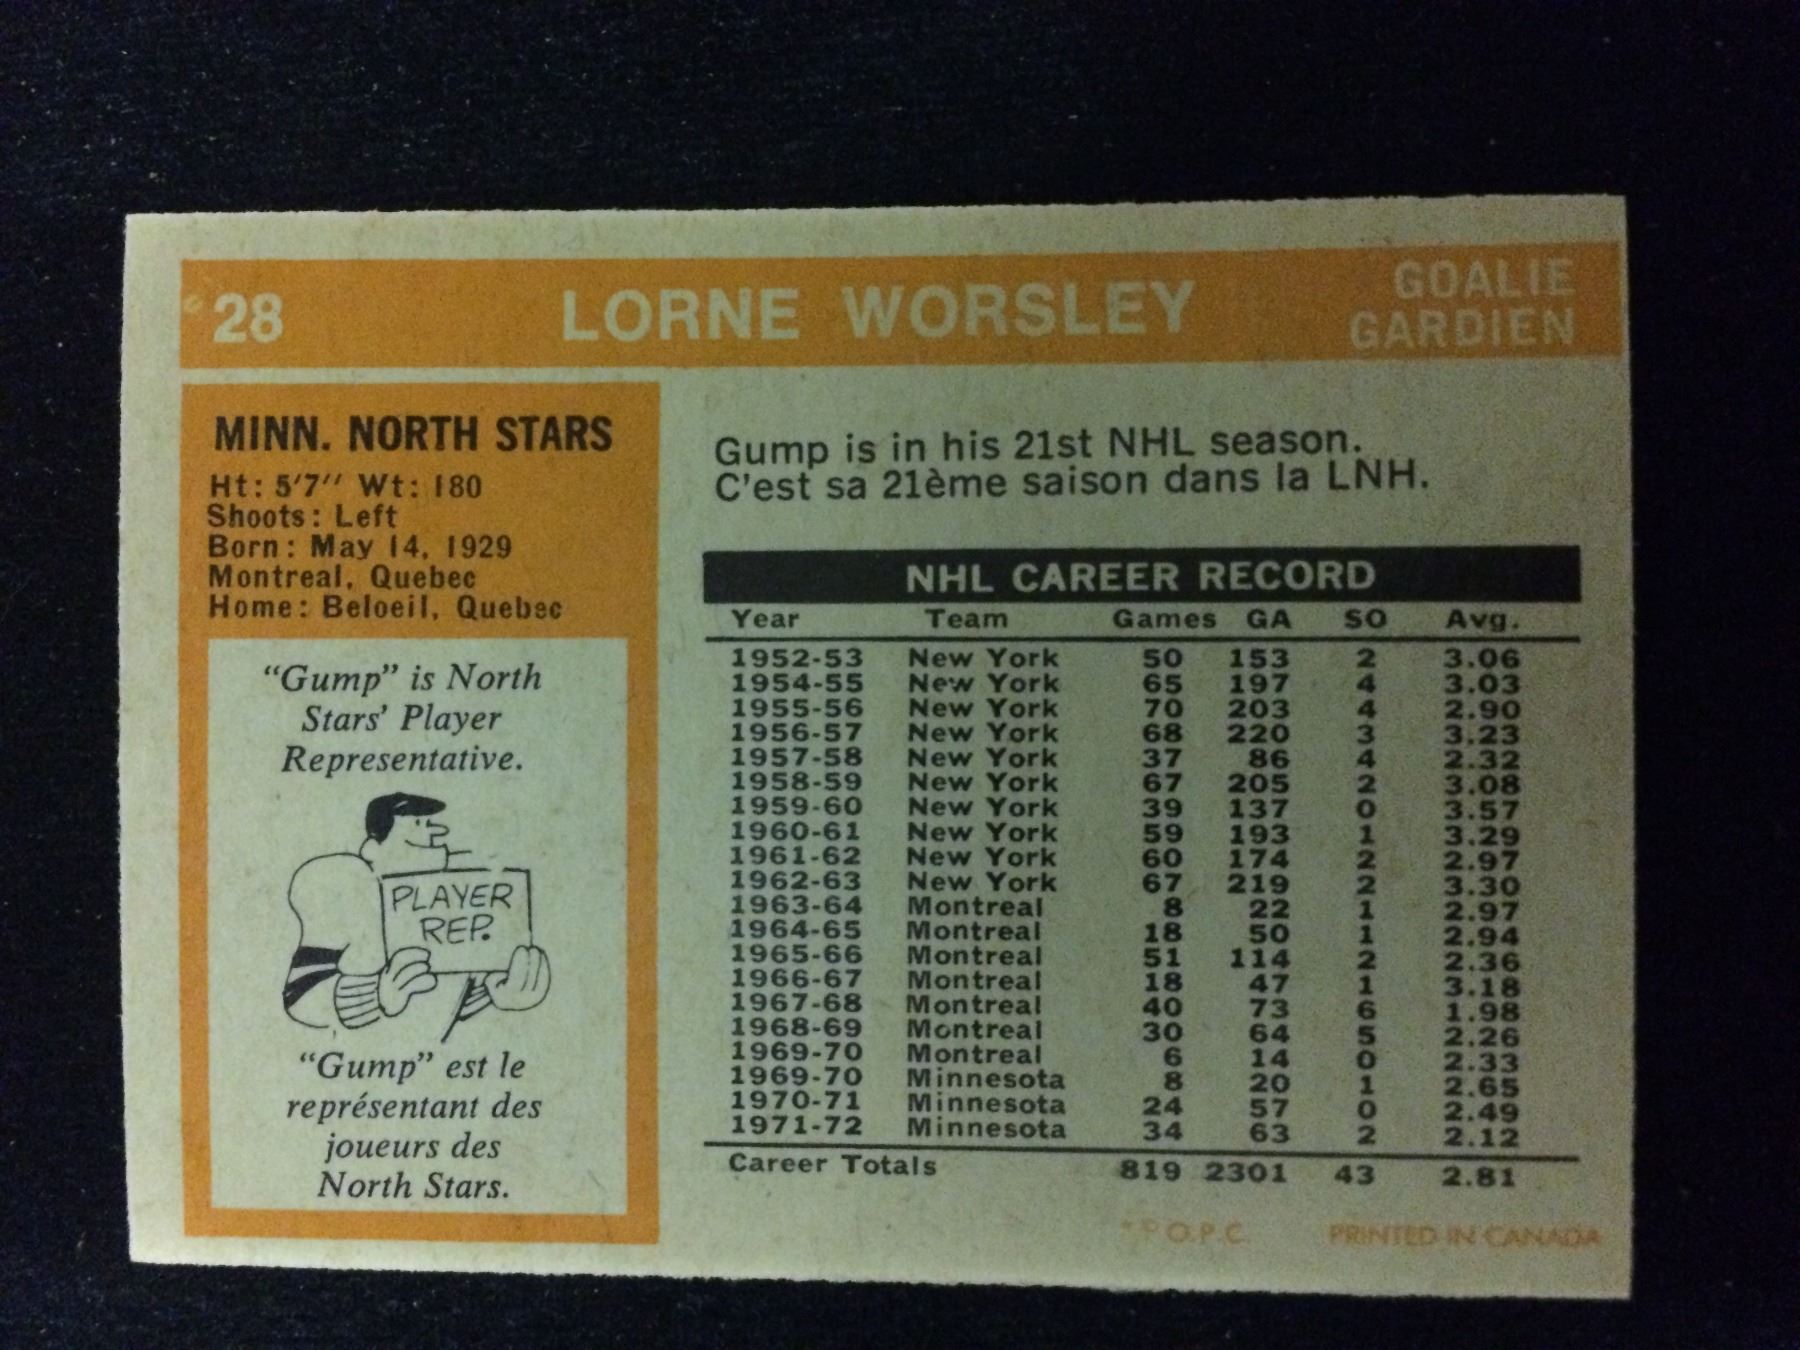 28 LORNE WORSLEY GOALIE
GARDIEN
MINN. NORTH STARS
Ht: 5'7" Wt: 180
Shoots: Left
Born: May 14, 1929
Montreal, Quebec
Home: Beloeil, Quebec
"Gump" is North
Stars' Player
Representative.
PLAYER
REP.
"Gump" est le
représentant des
joueurs des
North Stars.
Gump is in his 21st NHL season.
C'est sa 21ème saison dans la LNH.
NHL CAREER RECORD
Year Team Games GA SO Avg.
1952-53 New York 50 153 2 3.06
1954-55 New York 65 197 4 3.03
1955-56 New York 70 203 4 2.90
1956-57 New York 68 220 3 3.23
1957-58 New York 37 86 4 2.32
1958-59 New York 67 205 2 3.08
1959-60 New York 39 137 0 3.57
1960-61 New York 59 193 1 3.29
1961-62 New York 60 174 2 2.97
1962-63 New York 67 219 2 3.30
1963-64 Montreal 8 22 1 2.97
1964-65 Montreal 18 50 1 2.94
1965-66 Montreal 51 114 2 2.36
1966-67 Montreal 18 47 1 3.18
1967-68 Montreal 40 73 6 1.98
1968-69 Montreal 30 64 5 2.26
1969-70 Montreal 6 14 0 2.33
1969-70 Minnesota 8 20 1 2.65
1970-71 Minnesota 24 57 0 2.49
1971-72 Minnesota 34 63 2 2.12
Career Totals 819 2301 43 2.81
* © O.P.C. PRINTED IN CANADA